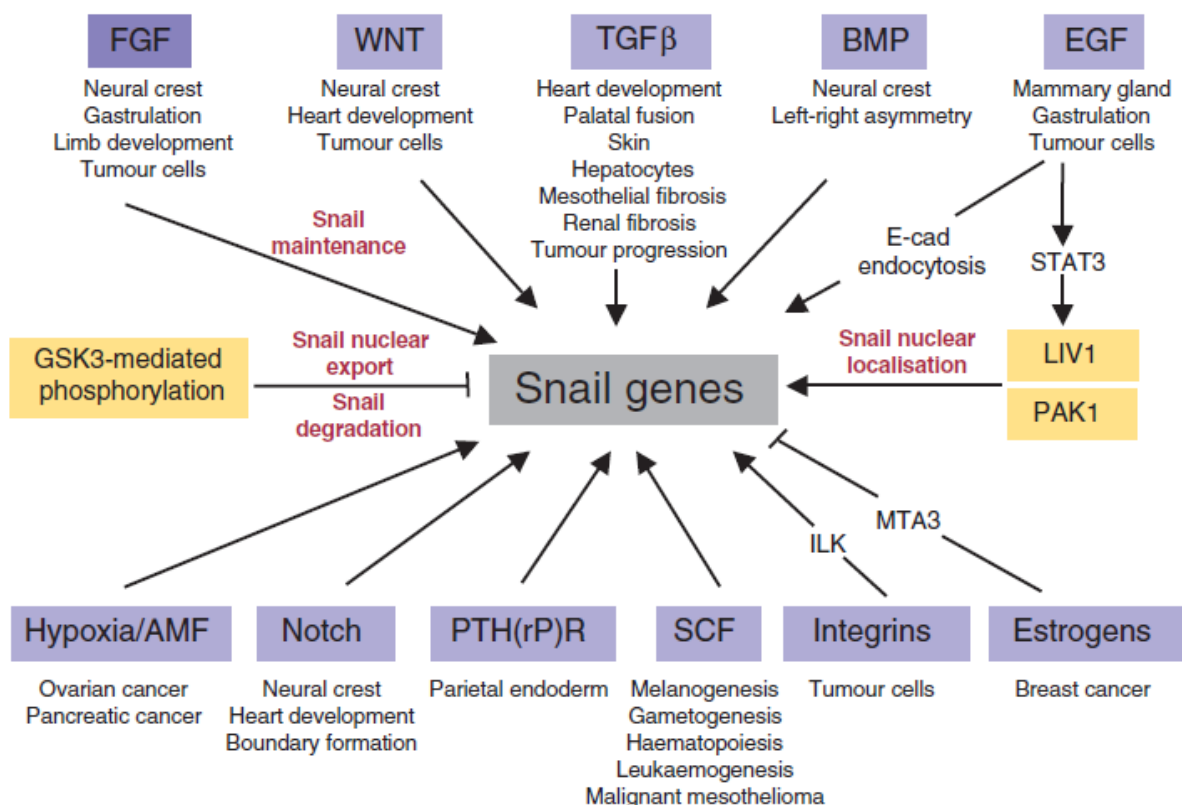 FGF
Neural crest
Gastrulation
Limb development
Tumour cells
WNT
Neural crest
Heart development
Tumour cells
TGFβ
Heart development
Palatal fusion
Skin
Hepatocytes
Mesothelial fibrosis
Renal fibrosis
Tumour progression
BMP
Neural crest
Left-right asymmetry
EGF
Mammary gland
Gastrulation
Tumour cells
Snail
maintenance
E-cad
endocytosis
STAT3
GSK3-mediated
phosphorylation
Snail nuclear
export
Snail
degradation
Snail genes
Snail nuclear
localisation
LIV1
PAK1
ILK
MTA3
Hypoxia/AMF
Ovarian cancer
Pancreatic cancer
Notch
Neural crest
Heart development
Boundary formation
PTH(rP)R
Parietal endoderm
SCF
Melanogenesis
Gametogenesis
Haematopoiesis
Leukaemogenesis
Malignant mesothelioma
Integrins
Tumour cells
Estrogens
Breast cancer